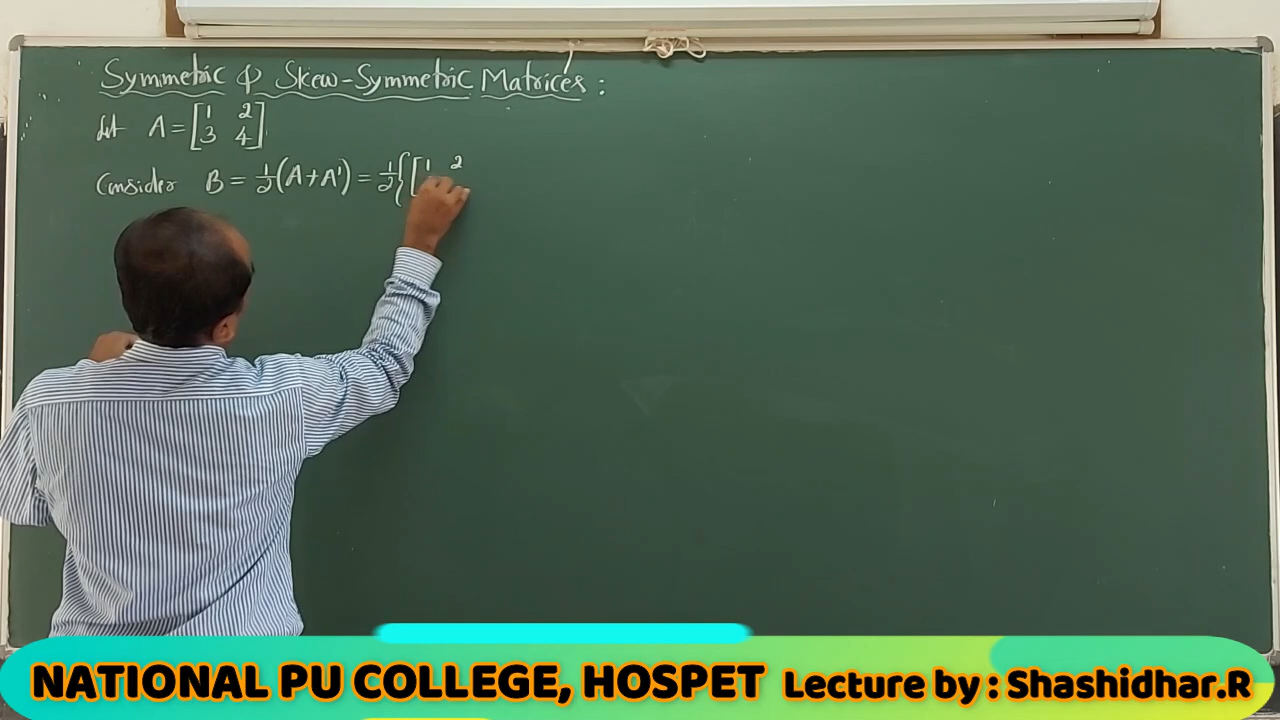 Symmetric & Skew-Symmetric Matrices :
Let A = [1 2
3 4]
Consider B = 1/2(A+A') = 1/2{[1 2
NATIONAL PU COLLEGE, HOSPET Lecture by : Shashidhar.R